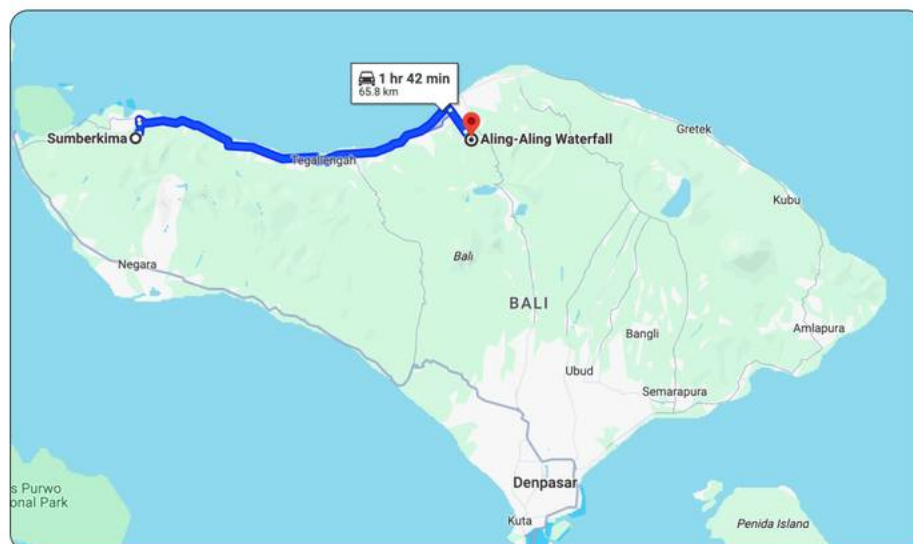 1 hr 42 min
65.8 km
Sumberkima
Aling-Aling Waterfall
Gretek
Tegallengah
Kubu
Negara
Bali
BALI
Bangli
Amlapura
Ubud
Semarapura
Denpasar
s Purwo
onal Park
Kuta
Penida Island